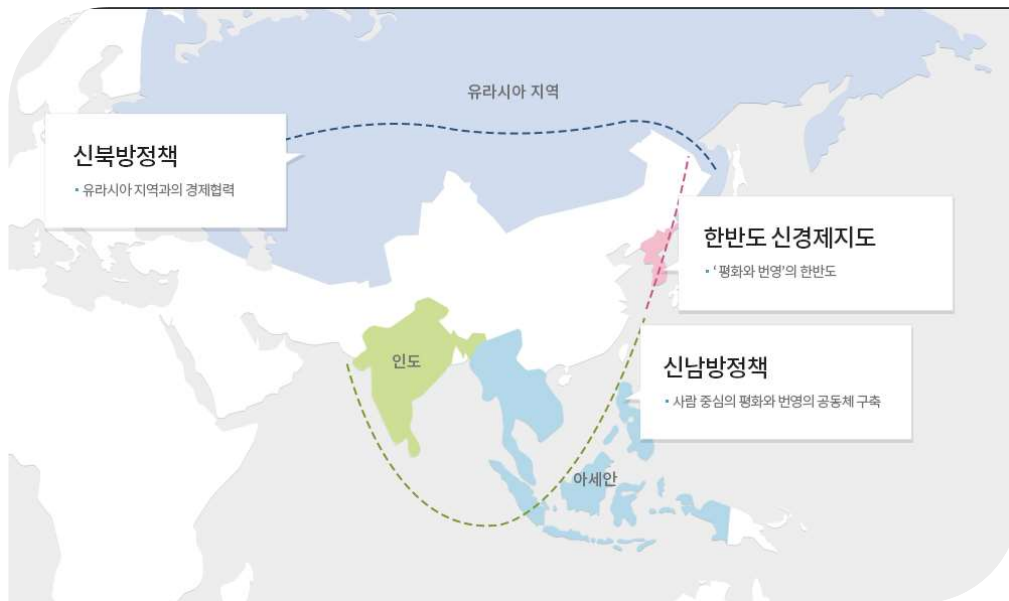 유라시아 지역
신북방정책
▪ 유라시아 지역과의 경제협력
한반도 신경제지도
▪ ‘평화와 번영’의 한반도
신남방정책
▪ 사람 중심의 평화와 번영의 공동체 구축
인도
아세안